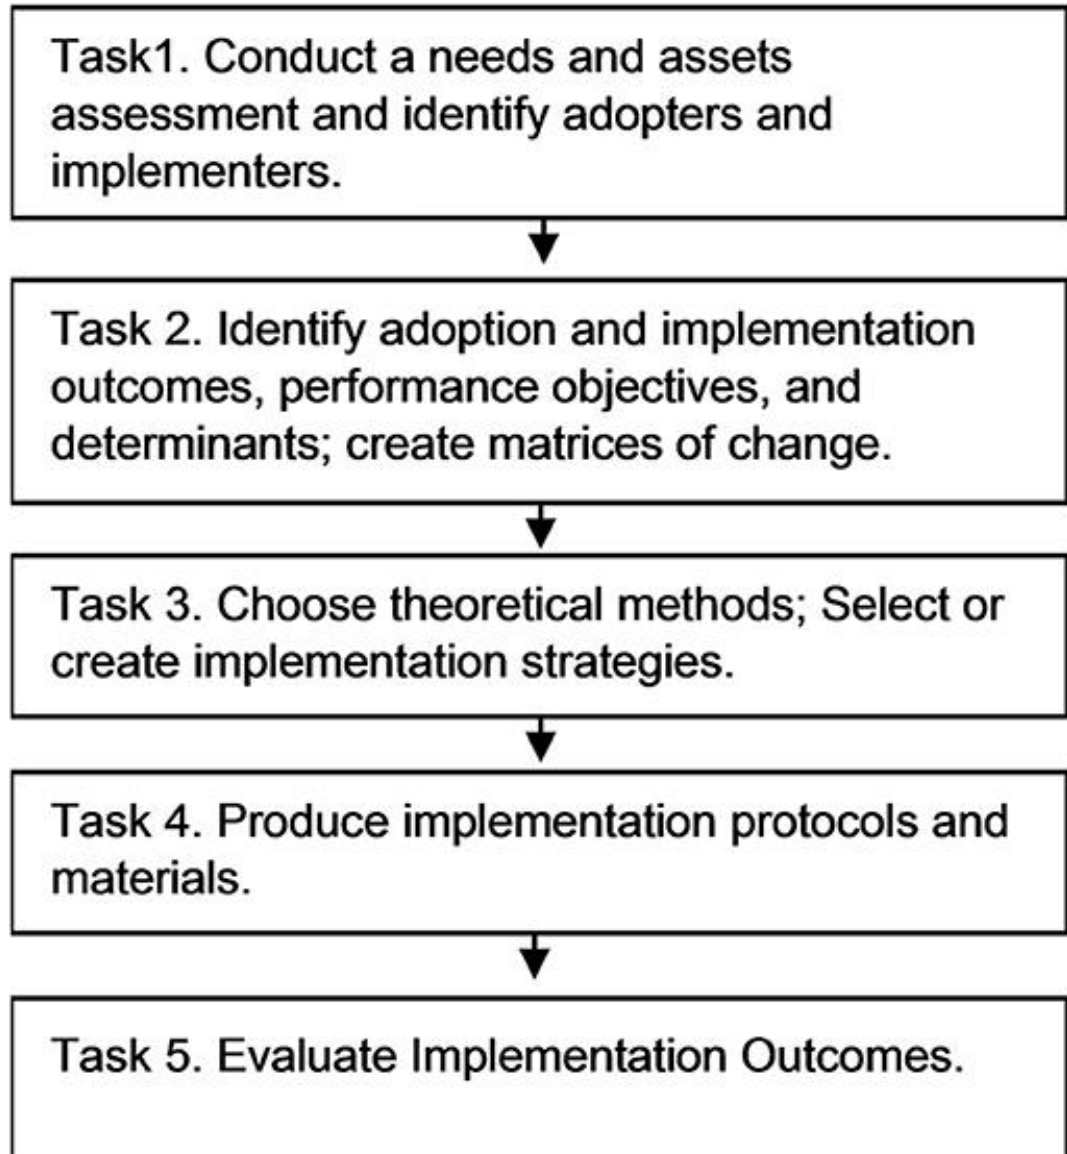 Task1. Conduct a needs and assets
assessment and identify adopters and
implementers.
Task 2. Identify adoption and implementation
outcomes, performance objectives, and
determinants; create matrices of change.
Task 3. Choose theoretical methods; Select or
create implementation strategies.
Task 4. Produce implementation protocols and
materials.
Task 5. Evaluate Implementation Outcomes.